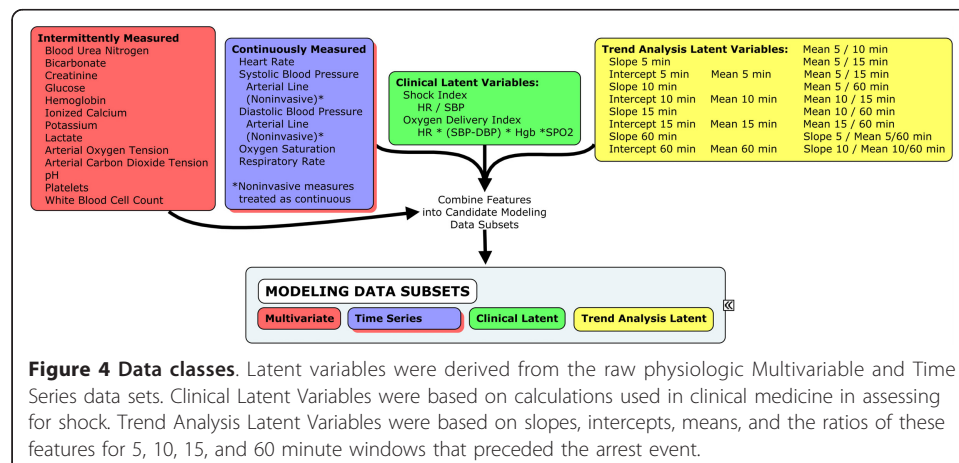 Intermittently Measured
Blood Urea Nitrogen
Bicarbonate
Creatinine
Glucose
Hemoglobin
Ionized Calcium
Potassium
Lactate
Arterial Oxygen Tension
Arterial Carbon Dioxide Tension
pH
Platelets
White Blood Cell Count
Continuously Measured
Heart Rate
Systolic Blood Pressure
Arterial Line
(Noninvasive)*
Diastolic Blood Pressure
Arterial Line
(Noninvasive)*
Oxygen Saturation
Respiratory Rate
*Noninvasive measures
treated as continuous
Clinical Latent Variables:
Shock Index
HR / SBP
Oxygen Delivery Index
HR * (SBP-DBP) * Hgb *SPO2
Trend Analysis Latent Variables: Mean 5 / 10 min
Slope 5 min Mean 5 / 15 min
Intercept 5 min Mean 5 min Mean 5 / 15 min
Slope 10 min Mean 5 / 60 min
Intercept 10 min Mean 10 min Mean 10 / 15 min
Slope 15 min Mean 10 / 60 min
Intercept 15 min Mean 15 min Mean 15 / 60 min
Slope 60 min Slope 5 / Mean 5/60 min
Intercept 60 min Mean 60 min Slope 10 / Mean 10/60 min
Combine Features
into Candidate Modeling
Data Subsets
MODELING DATA SUBSETS
Multivariate Time Series Clinical Latent Trend Analysis Latent
Figure 4 Data classes. Latent variables were derived from the raw physiologic Multivariable and Time
Series data sets. Clinical Latent Variables were based on calculations used in clinical medicine in assessing
for shock. Trend Analysis Latent Variables were based on slopes, intercepts, means, and the ratios of these
features for 5, 10, 15, and 60 minute windows that preceded the arrest event.